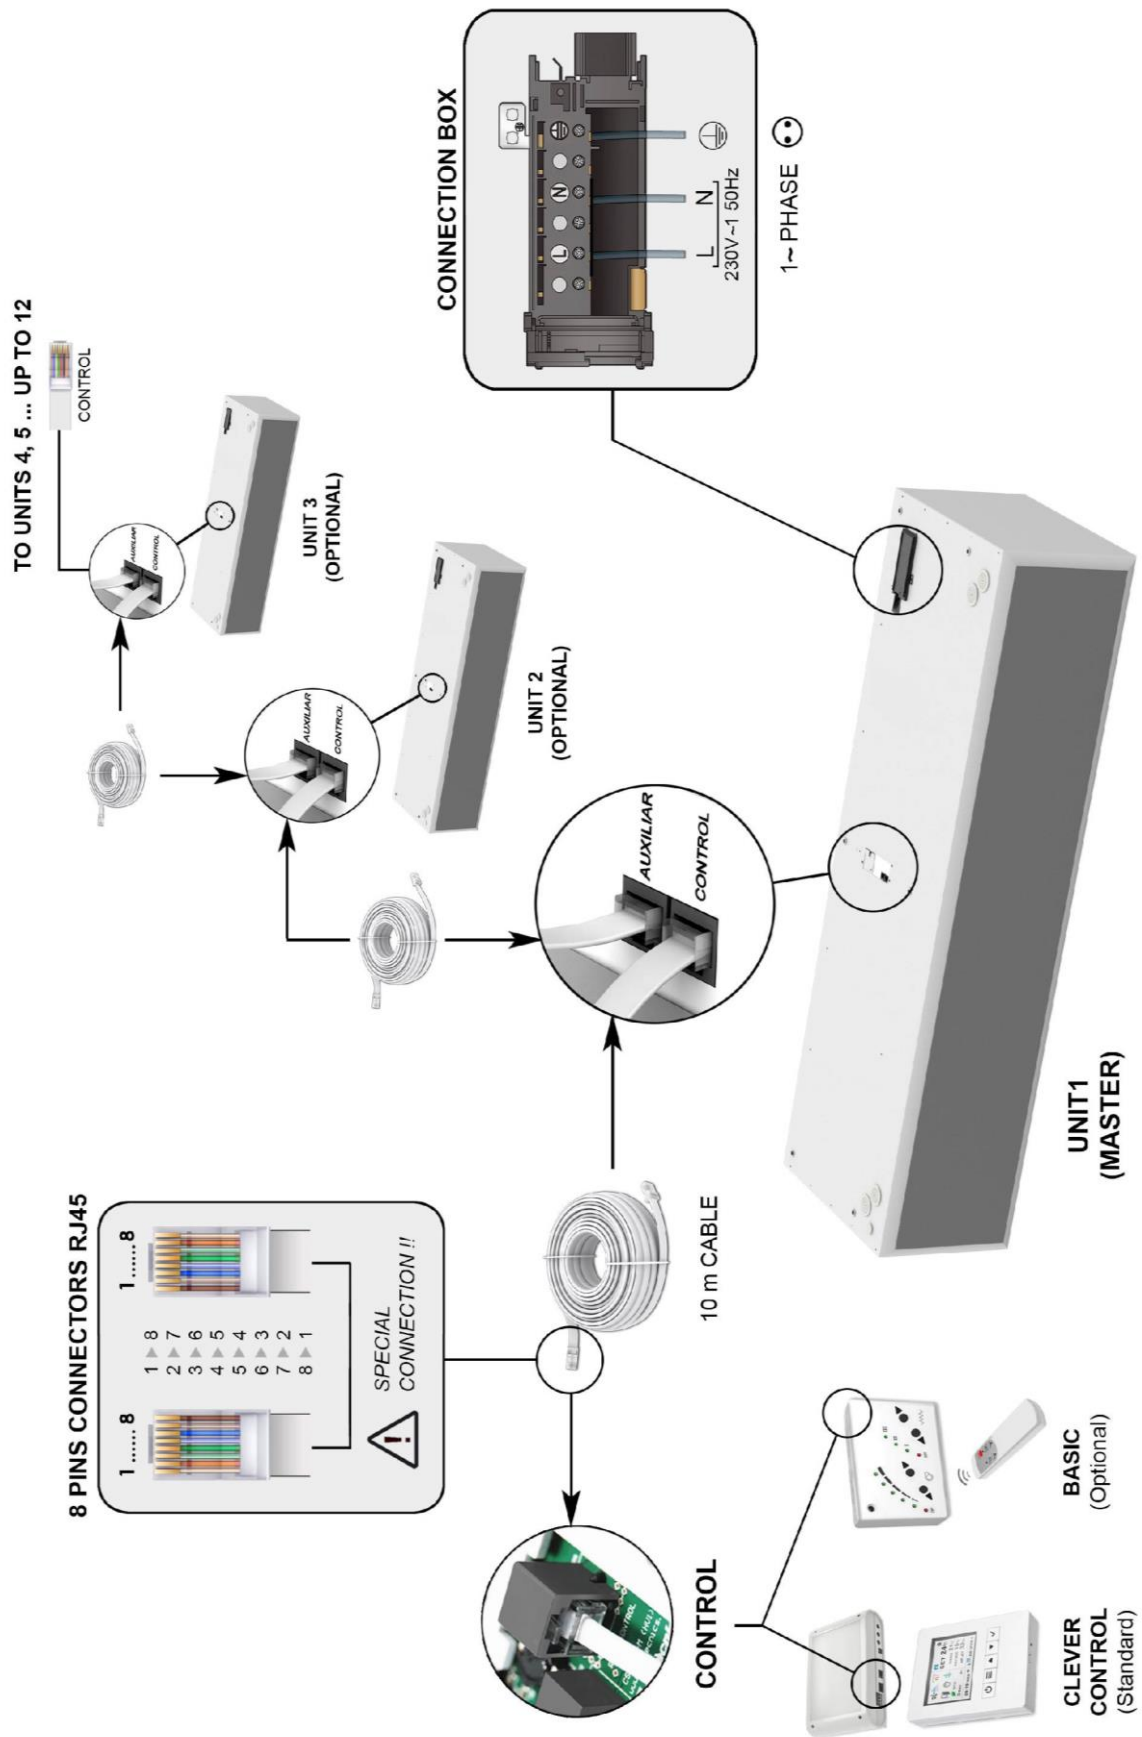 8 PINS CONNECTORS RJ45
1 ...... 8
1 ...... 8
1 ▶ 8
2 ▶ 7
3 ▶ 6
4 ▶ 5
5 ▶ 4
6 ▶ 3
7 ▶ 2
8 ▶ 1
SPECIAL
CONNECTION !!
TO UNITS 4, 5 ... UP TO 12
CONTROL
AUXILIAR
CONTROL
UNIT 3
(OPTIONAL)
AUXILIAR
CONTROL
UNIT 2
(OPTIONAL)
CONNECTION BOX
L
N
L
N
230V~1 50Hz
1~ PHASE
10 m CABLE
AUXILIAR
CONTROL
UNIT1
(MASTER)
CONTROL
CONTROL
CLEVER
CONTROL
(Standard)
BASIC
(Optional)